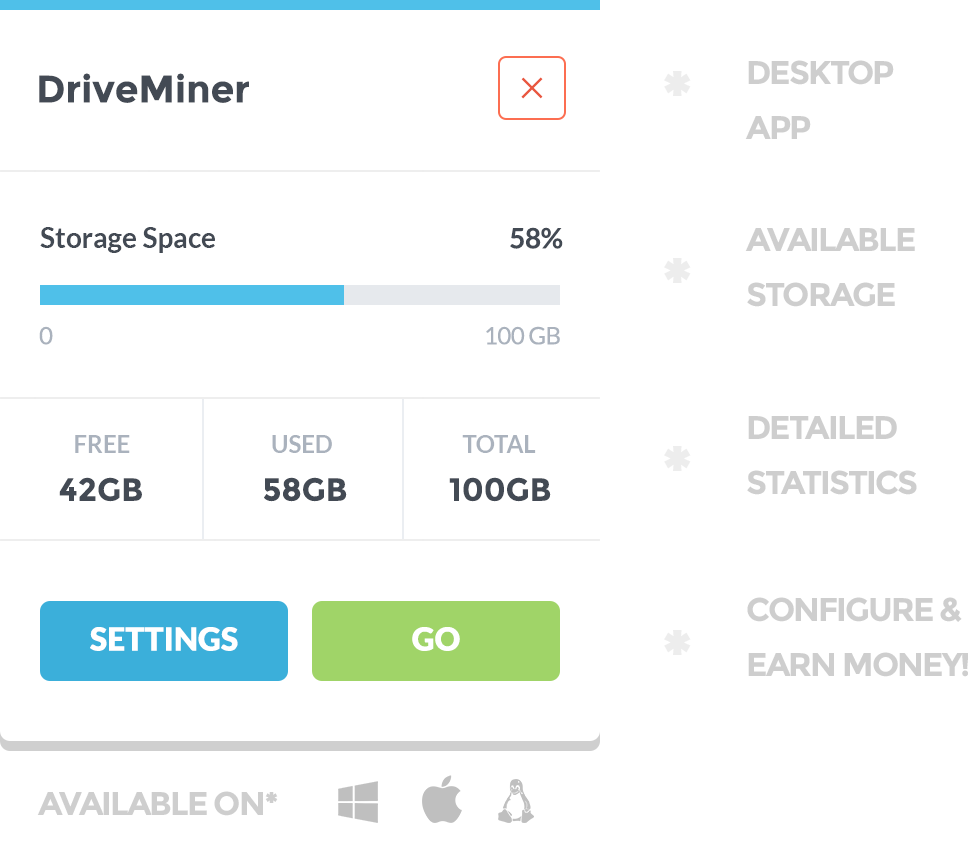 DriveMiner
Storage Space 58%
0 100 GB
FREE USED TOTAL
42GB 58GB 100GB
SETTINGS GO
AVAILABLE ON*
* DESKTOP
APP
* AVAILABLE
STORAGE
* DETAILED
STATISTICS
* CONFIGURE &
EARN MONEY!